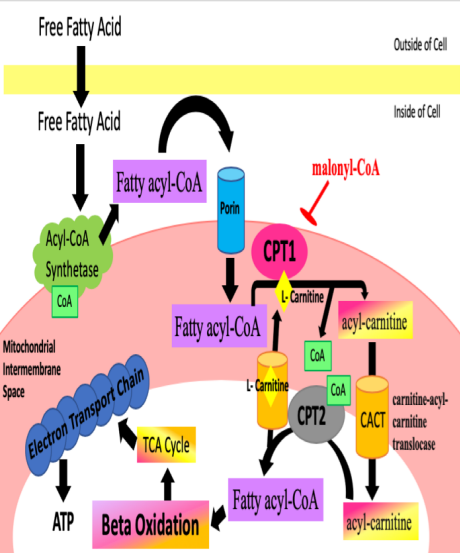 Free Fatty Acid
Outside of Cell
Free Fatty Acid
Inside of Cell
Fatty acyl-CoA
malonyl-CoA
Porin
Acyl-CoA
Synthetase
CPT1
CoA
L- Carnitine
Fatty acyl-CoA
acyl-carnitine
Mitochondrial
Intermembrane
Space
CoA
L- Carnitine
CoA
carnitine-acyl-
carnitine
translocase
CPT2
CACT
Electron Transport Chain
TCA Cycle
Fatty acyl-CoA
ATP
Beta Oxidation
acyl-carnitine